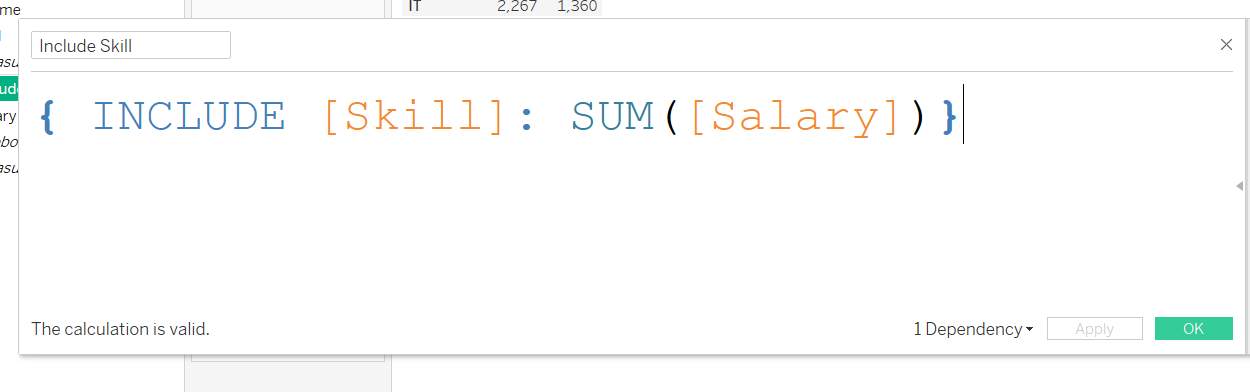 me
IT 2,267 1,360
Include Skill
{ INCLUDE [Skill]: SUM([Salary])}
The calculation is valid.
1 Dependency
Apply
OK